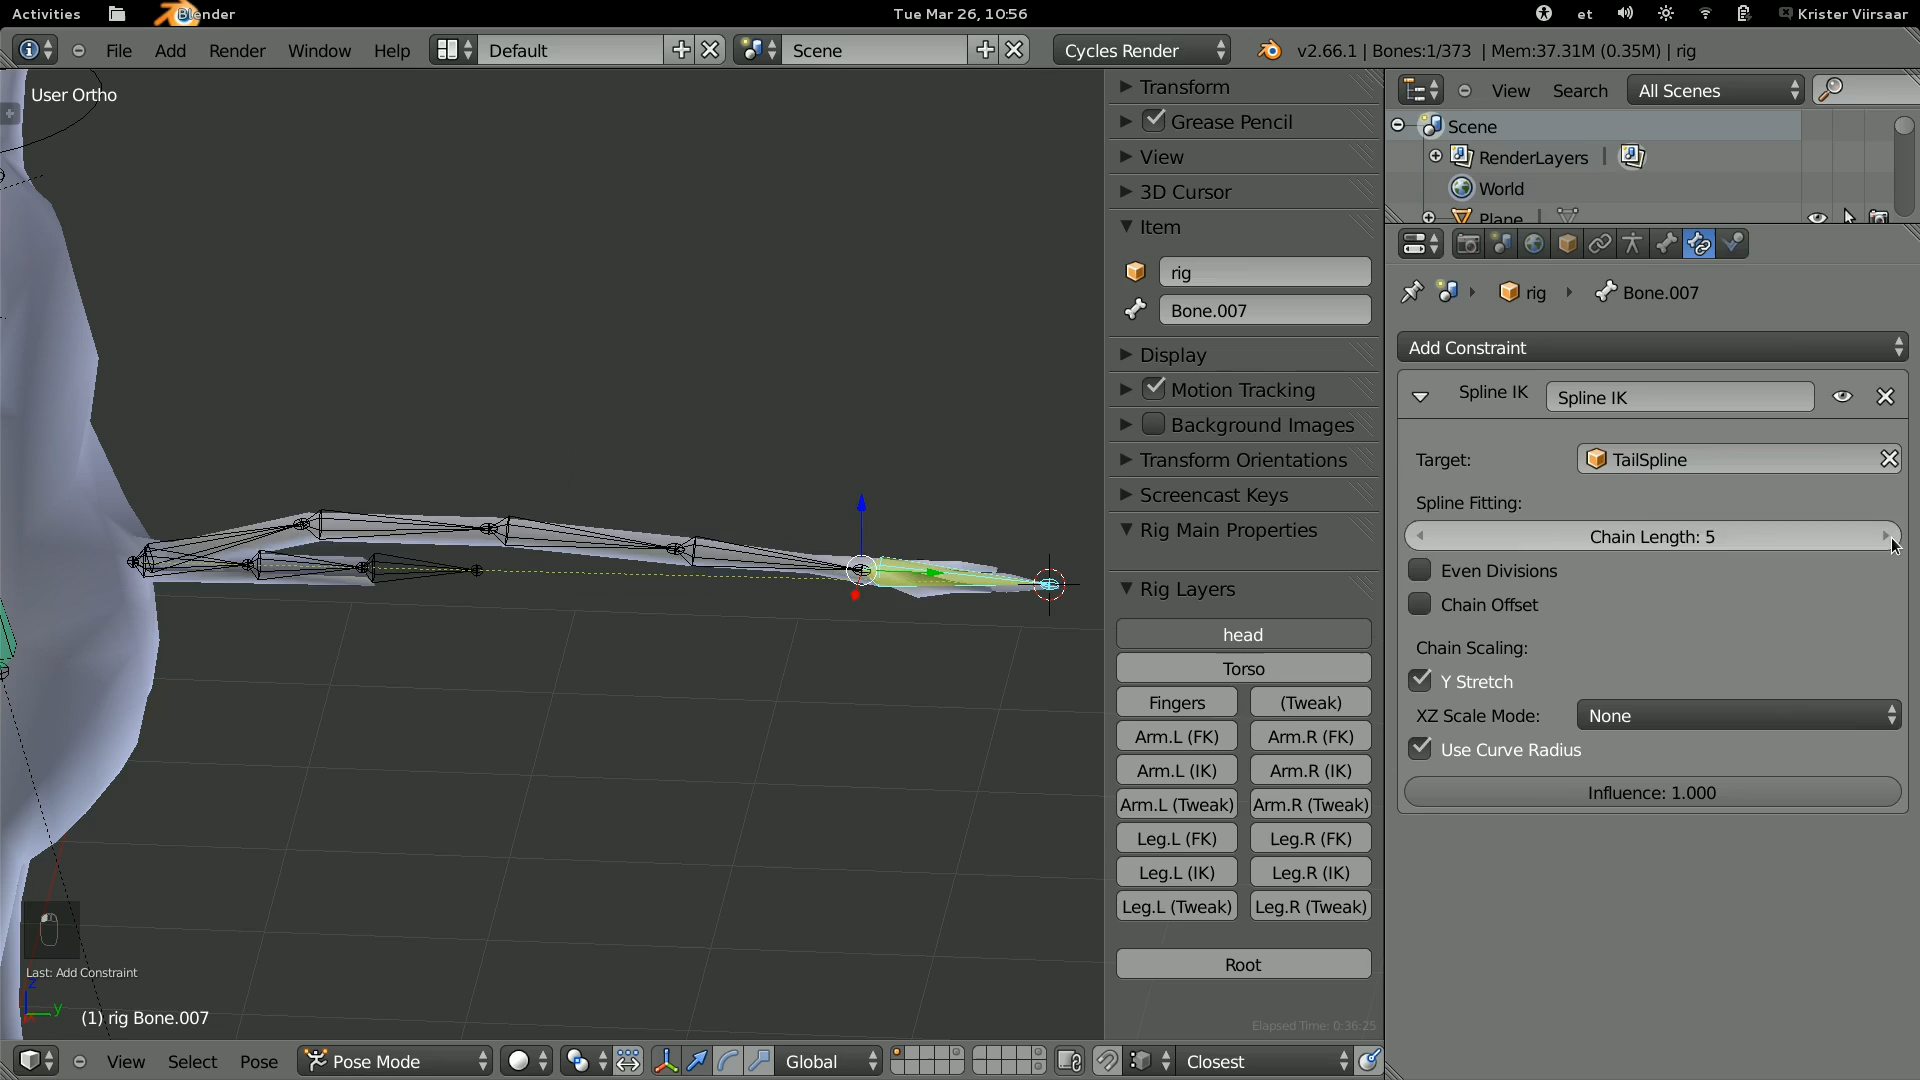 Activities Blender Tue Mar 26, 10:56 et Krister Viirsaar
File Add Render Window Help Default Scene Cycles Render v2.66.1 | Bones:1/373 | Mem:37.31M (0.35M) | rig
User Ortho
Transform
Grease Pencil
View
3D Cursor
Item
rig
Bone.007
Display
Motion Tracking
Background Images
Transform Orientations
Screencast Keys
Rig Main Properties
Rig Layers
head
Torso
Fingers (Tweak)
Arm.L (FK) Arm.R (FK)
Arm.L (IK) Arm.R (IK)
Arm.L (Tweak) Arm.R (Tweak)
Leg.L (FK) Leg.R (FK)
Leg.L (IK) Leg.R (IK)
Leg.L (Tweak) Leg.R (Tweak)
Root
Elapsed Time: 0:36:25
View Search All Scenes
Scene
RenderLayers
World
Plane
rig Bone.007
Add Constraint
Spline IK Spline IK
Target: TailSpline
Spline Fitting:
Chain Length: 5
Even Divisions
Chain Offset
Chain Scaling:
Y Stretch
XZ Scale Mode: None
Use Curve Radius
Influence: 1.000
Last: Add Constraint
z
y
(1) rig Bone.007
View Select Pose Pose Mode Global Closest